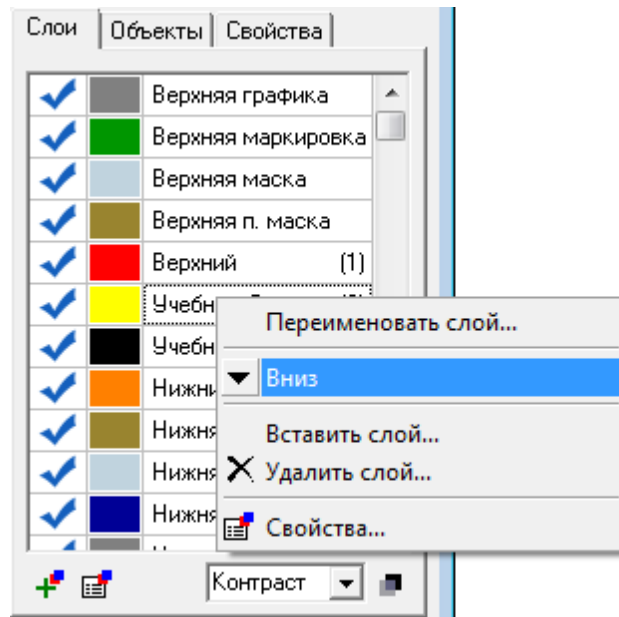 Слои Объекты Свойства
Верхняя графика
Верхняя маркировка
Верхняя маска
Верхняя п. маска
Верхний (1)
Переименовать слой...
Вниз
Вставить слой...
Удалить слой...
Свойства...
Контраст